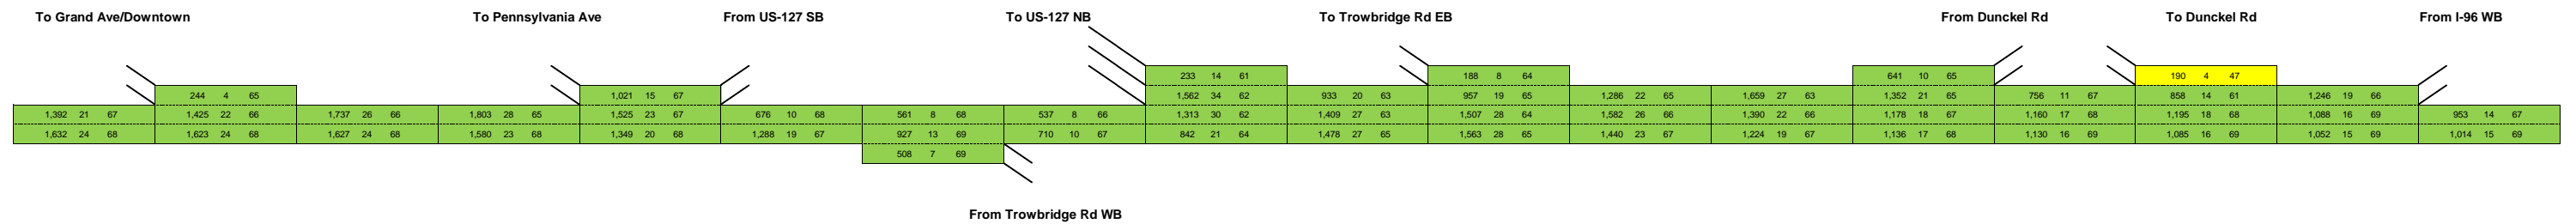 To Grand Ave/Downtown To Pennsylvania Ave From US-127 SB To US-127 NB To Trowbridge Rd EB From Dunckel Rd To Dunckel Rd From I-96 WB
233 14 61 188 8 64 641 10 65 190 4 47
244 4 65 1,021 15 67 1,562 34 62 933 20 63 957 19 65 1,286 22 65 1,659 27 63 1,352 21 65 756 11 67 858 14 61 1,246 19 66
1,392 21 67 1,425 22 66 1,737 26 66 1,803 28 65 1,525 23 67 676 10 68 561 8 68 537 8 66 1,313 30 62 1,409 27 63 1,507 28 64 1,582 26 66 1,390 22 66 1,178 18 67 1,160 17 68 1,195 18 68 1,088 16 69 953 14 67
1,632 24 68 1,623 24 68 1,627 24 68 1,580 23 68 1,349 20 68 1,288 19 67 927 13 69 710 10 67 842 21 64 1,478 27 65 1,563 28 65 1,440 23 67 1,224 19 67 1,136 17 68 1,130 16 69 1,085 16 69 1,052 15 69 1,014 15 69
508 7 69
From Trowbridge Rd WB